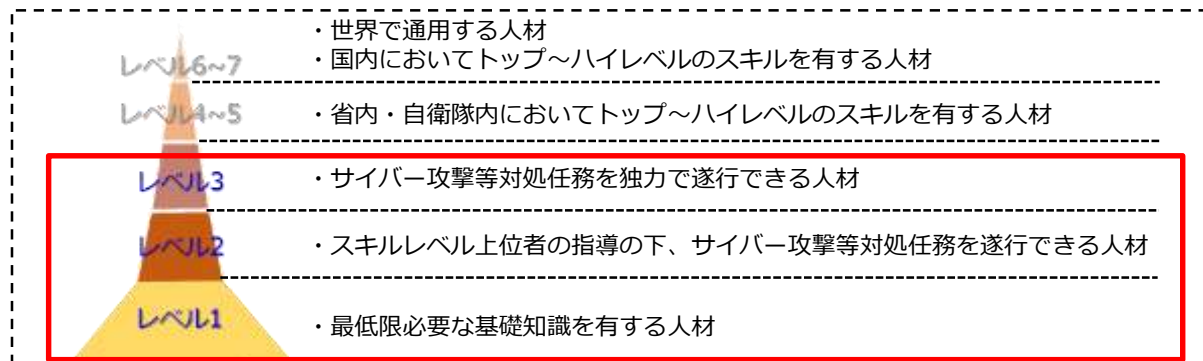 ・世界で通用する人材
レベル6~7
・国内においてトップ～ハイレベルのスキルを有する人材
レベル4~5
・省内・自衛隊内においてトップ～ハイレベルのスキルを有する人材
レベル3
・サイバー攻撃等対処任務を独力で遂行できる人材
レベル2
・スキルレベル上位者の指導の下、サイバー攻撃等対処任務を遂行できる人材
レベル1
・最低限必要な基礎知識を有する人材